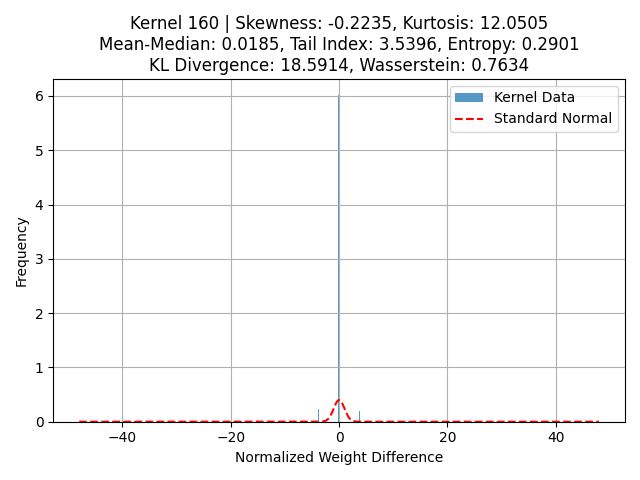 Kernel 160 | Skewness: -0.2235, Kurtosis: 12.0505
Mean-Median: 0.0185, Tail Index: 3.5396, Entropy: 0.2901
KL Divergence: 18.5914, Wasserstein: 0.7634
Kernel Data
Standard Normal
6
5
4
3
2
1
0
Frequency
−40
−20
0
20
40
Normalized Weight Difference